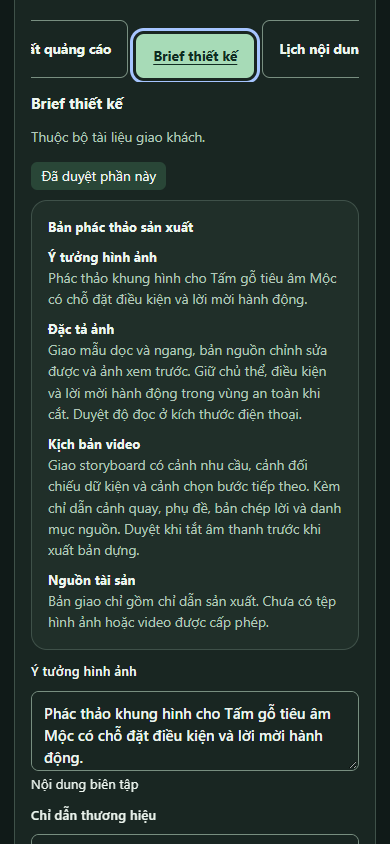 ất quảng cáo
Brief thiết kế
Lịch nội dun
Brief thiết kế
Thuộc bộ tài liệu giao khách.
Đã duyệt phần này
Bản phác thảo sản xuất
Ý tưởng hình ảnh
Phác thảo khung hình cho Tấm gỗ tiêu âm Mộc
có chỗ đặt điều kiện và lời mời hành động.
Đặc tả ảnh
Giao mẫu dọc và ngang, bản nguồn chỉnh sửa
được và ảnh xem trước. Giữ chủ thể, điều kiện
và lời mời hành động trong vùng an toàn khi
cắt. Duyệt độ đọc ở kích thước điện thoại.
Kịch bản video
Giao storyboard có cảnh nhu cầu, cảnh đối
chiếu dữ kiện và cảnh chọn bước tiếp theo. Kèm
chỉ dẫn cảnh quay, phụ đề, bản chép lời và danh
mục nguồn. Duyệt khi tắt âm thanh trước khi
xuất bản dựng.
Nguồn tài sản
Bản giao chỉ gồm chỉ dẫn sản xuất. Chưa có tệp
hình ảnh hoặc video được cấp phép.
Ý tưởng hình ảnh
Phác thảo khung hình cho Tấm gỗ tiêu âm
Mộc có chỗ đặt điều kiện và lời mời hành
động.
Nội dung biên tập
Chỉ dẫn thương hiệu